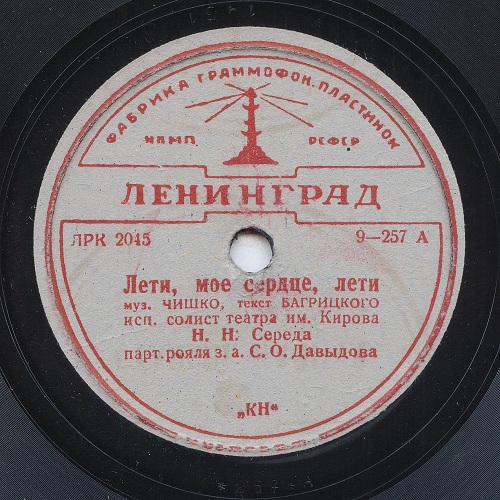 ФАБРИКА ГРАММОФОН. ПЛАСТИНОК
НКМП РСФСР
ЛЕНИНГРАД
ЛРК 2045 9—257 А
Лети, мое сердце, лети
муз. ЧИШКО, текст БАГРИЦКОГО
исп. солист театра им. Кирова
Н. Н. Середа
парт. рояля з. а. С. О. Давыдова
„КН“